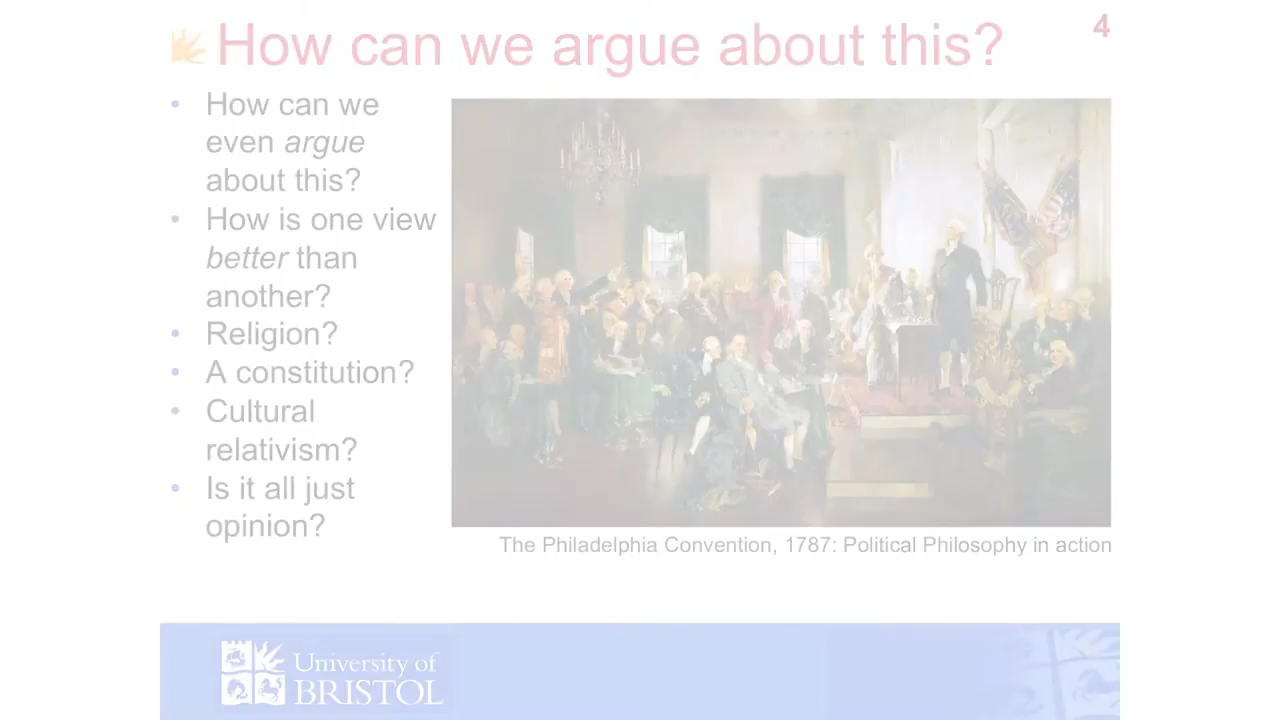 How can we argue about this?
4
• How can we
even argue
about this?
• How is one view
better than
another?
• Religion?
• A constitution?
• Cultural
relativism?
• Is it all just
opinion?
The Philadelphia Convention, 1787: Political Philosophy in action
University of
BRISTOL